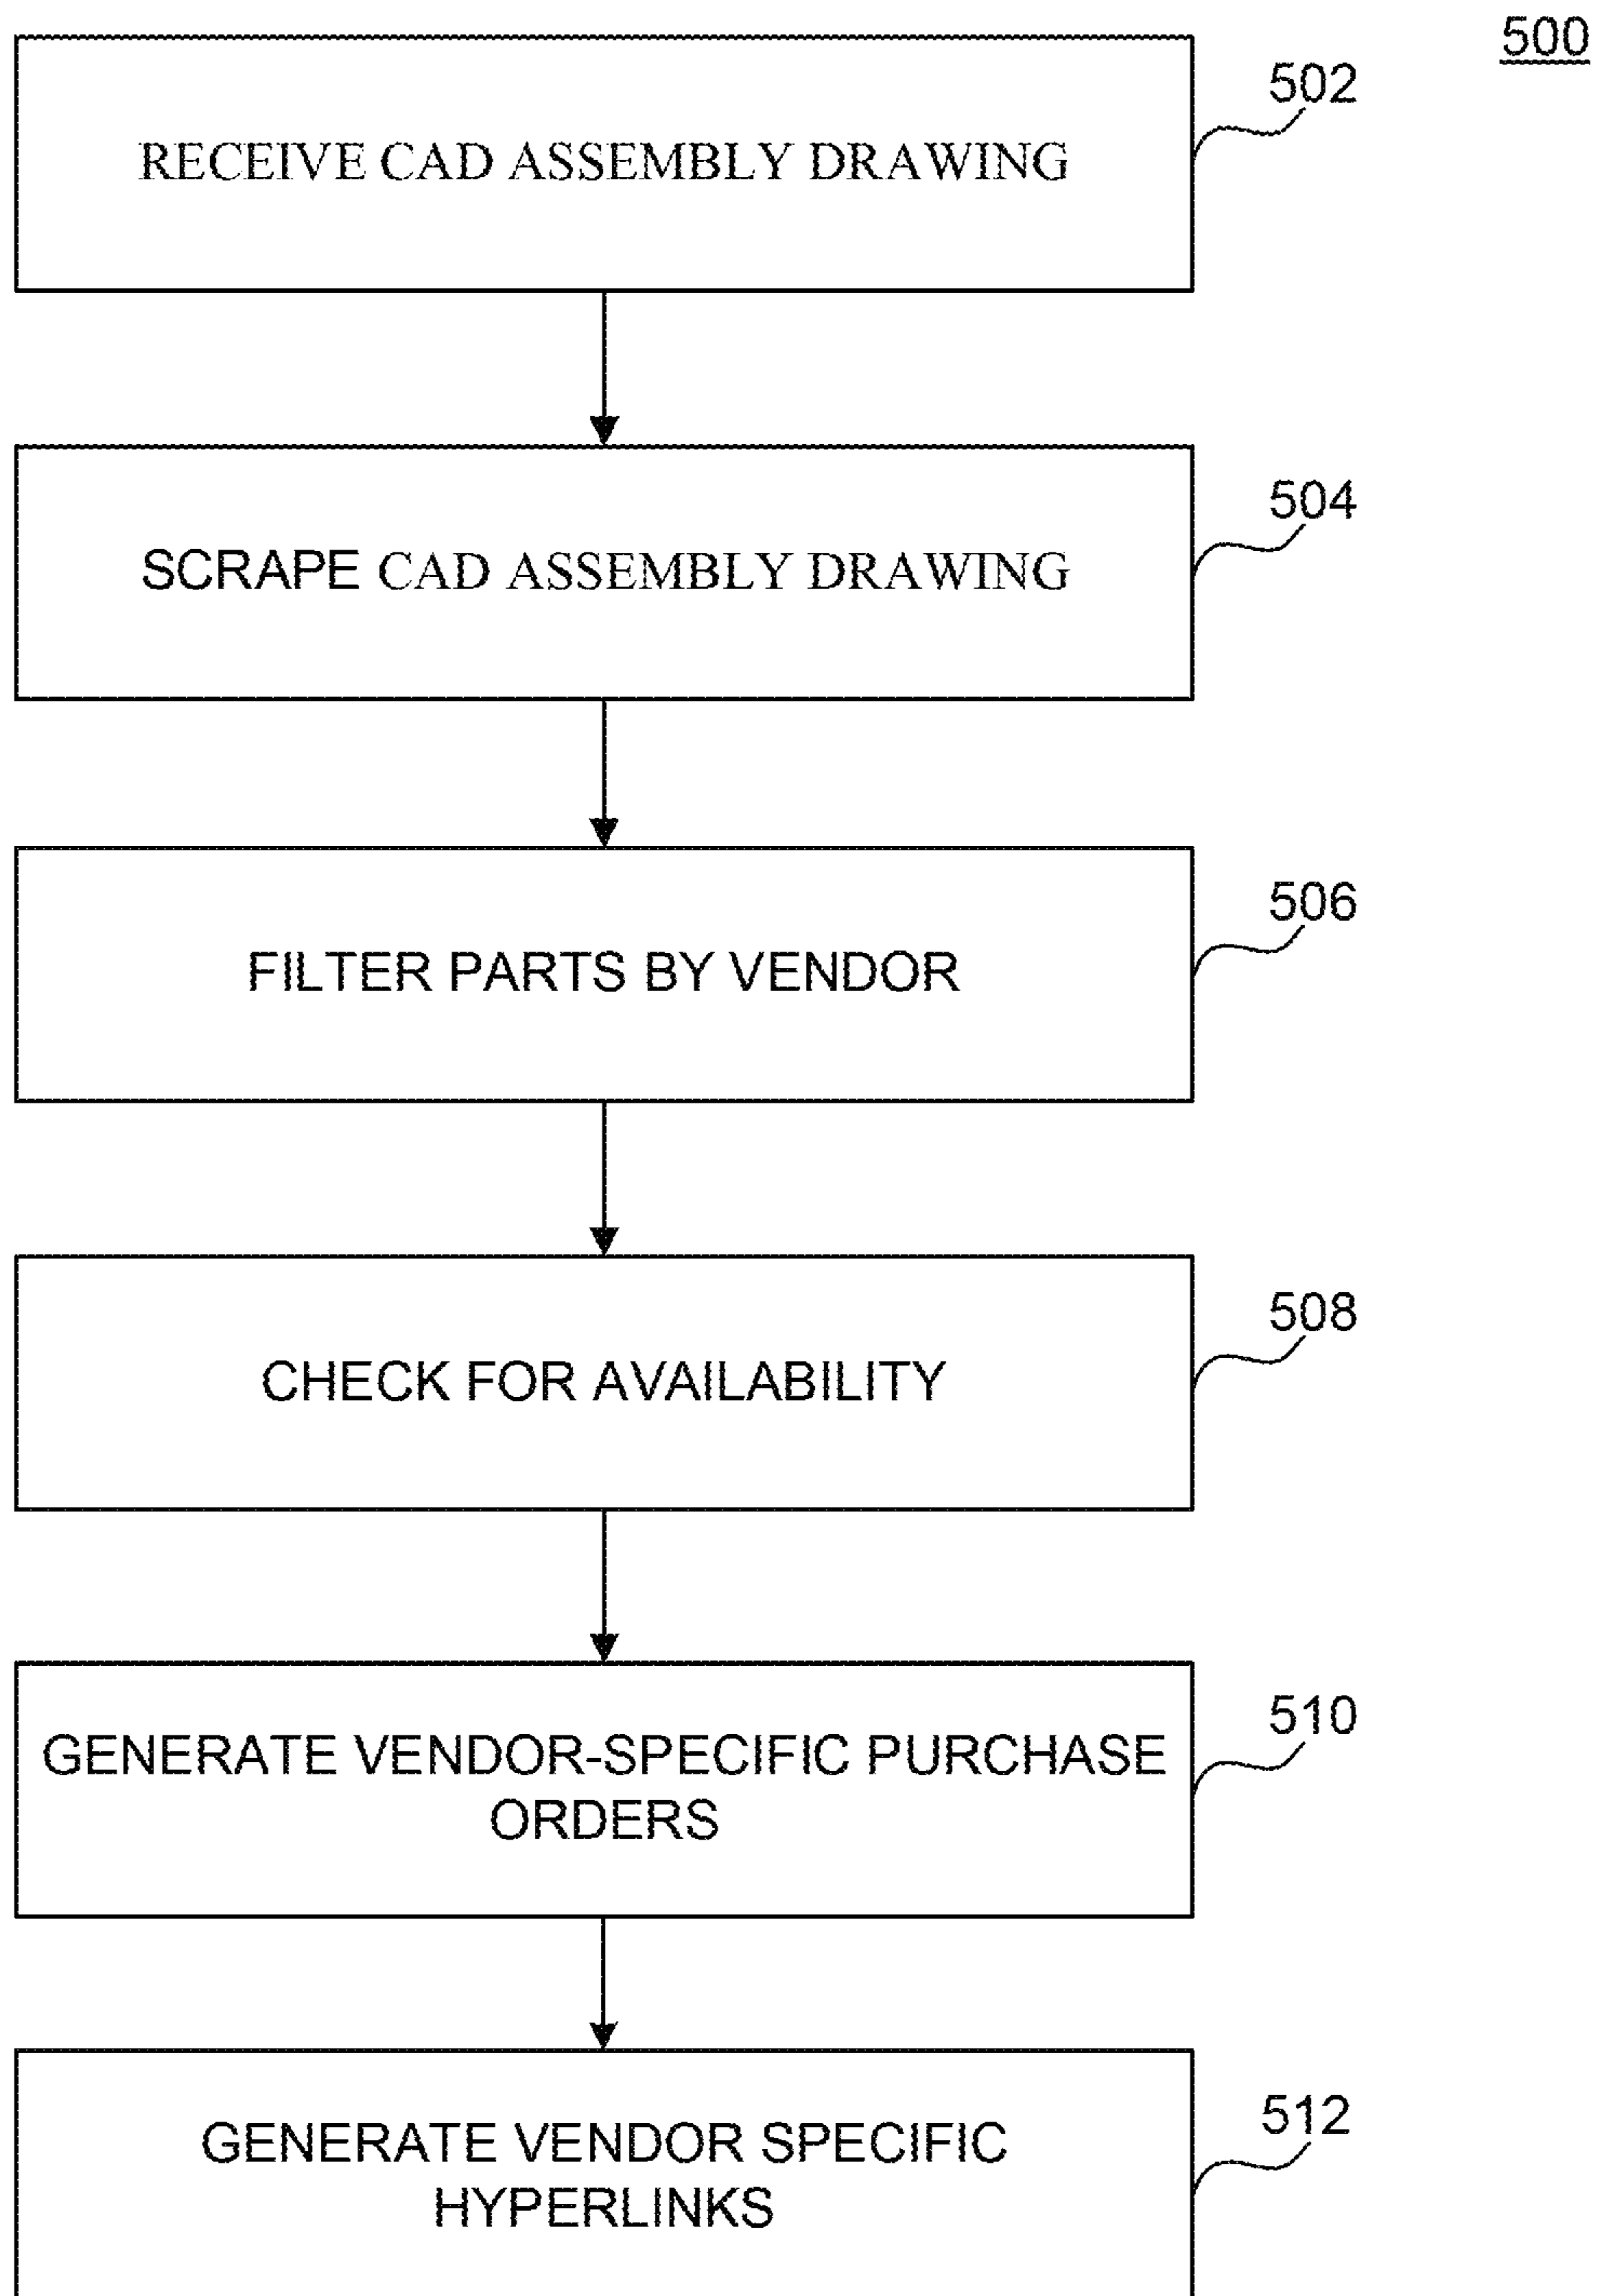 500
502
RECEIVE CAD ASSEMBLY DRAWING
504
SCRAPE CAD ASSEMBLY DRAWING
506
FILTER PARTS BY VENDOR
508
CHECK FOR AVAILABILITY
510
GENERATE VENDOR-SPECIFIC PURCHASE
ORDERS
512
GENERATE VENDOR SPECIFIC
HYPERLINKS